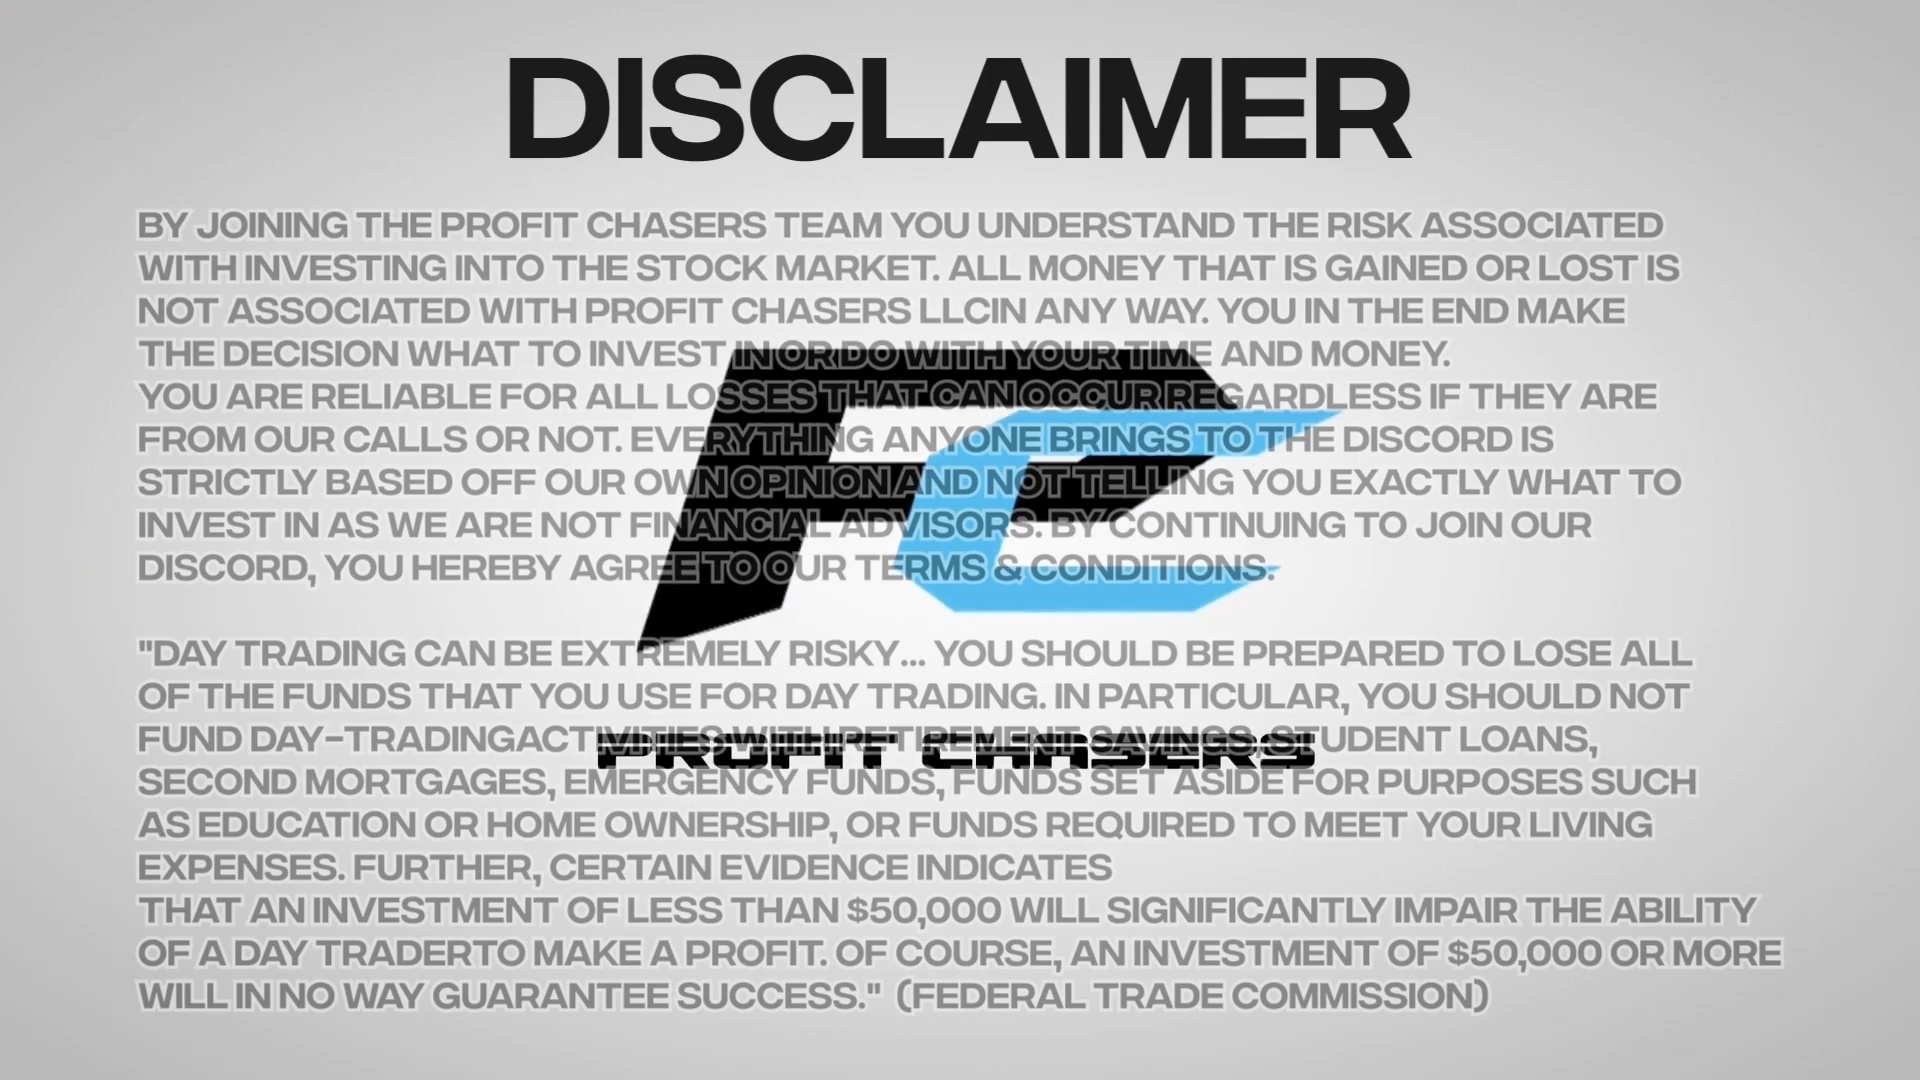 DISCLAIMER
BY JOINING THE PROFIT CHASERS TEAM YOU UNDERSTAND THE RISK ASSOCIATED
WITH INVESTING INTO THE STOCK MARKET. ALL MONEY THAT IS GAINED OR LOST IS
NOT ASSOCIATED WITH PROFIT CHASERS LLCIN ANY WAY. YOU IN THE END MAKE
THE DECISION WHAT TO INVEST IN OR DO WITH YOUR TIME AND MONEY.
YOU ARE RELIABLE FOR ALL LOSSES THAT CAN OCCUR REGARDLESS IF THEY ARE
FROM OUR CALLS OR NOT. EVERYTHING ANYONE BRINGS TO THE DISCORD IS
STRICTLY BASED OFF OUR OWN OPINION AND NOT TELLING YOU EXACTLY WHAT TO
INVEST IN AS WE ARE NOT FINANCIAL ADVISORS. BY CONTINUING TO JOIN OUR
DISCORD, YOU HEREBY AGREE TO OUR TERMS & CONDITIONS.
"DAY TRADING CAN BE EXTREMELY RISKY... YOU SHOULD BE PREPARED TO LOSE ALL
OF THE FUNDS THAT YOU USE FOR DAY TRADING. IN PARTICULAR, YOU SHOULD NOT
FUND DAY-TRADINGACTIVITIES WITH RETIREMENT SAVINGS, STUDENT LOANS,
PROFIT CHASERS
SECOND MORTGAGES, EMERGENCY FUNDS, FUNDS SET ASIDE FOR PURPOSES SUCH
AS EDUCATION OR HOME OWNERSHIP, OR FUNDS REQUIRED TO MEET YOUR LIVING
EXPENSES. FURTHER, CERTAIN EVIDENCE INDICATES
THAT AN INVESTMENT OF LESS THAN $50,000 WILL SIGNIFICANTLY IMPAIR THE ABILITY
OF A DAY TRADERTO MAKE A PROFIT. OF COURSE, AN INVESTMENT OF $50,000 OR MORE
WILL IN NO WAY GUARANTEE SUCCESS." (FEDERAL TRADE COMMISSION)